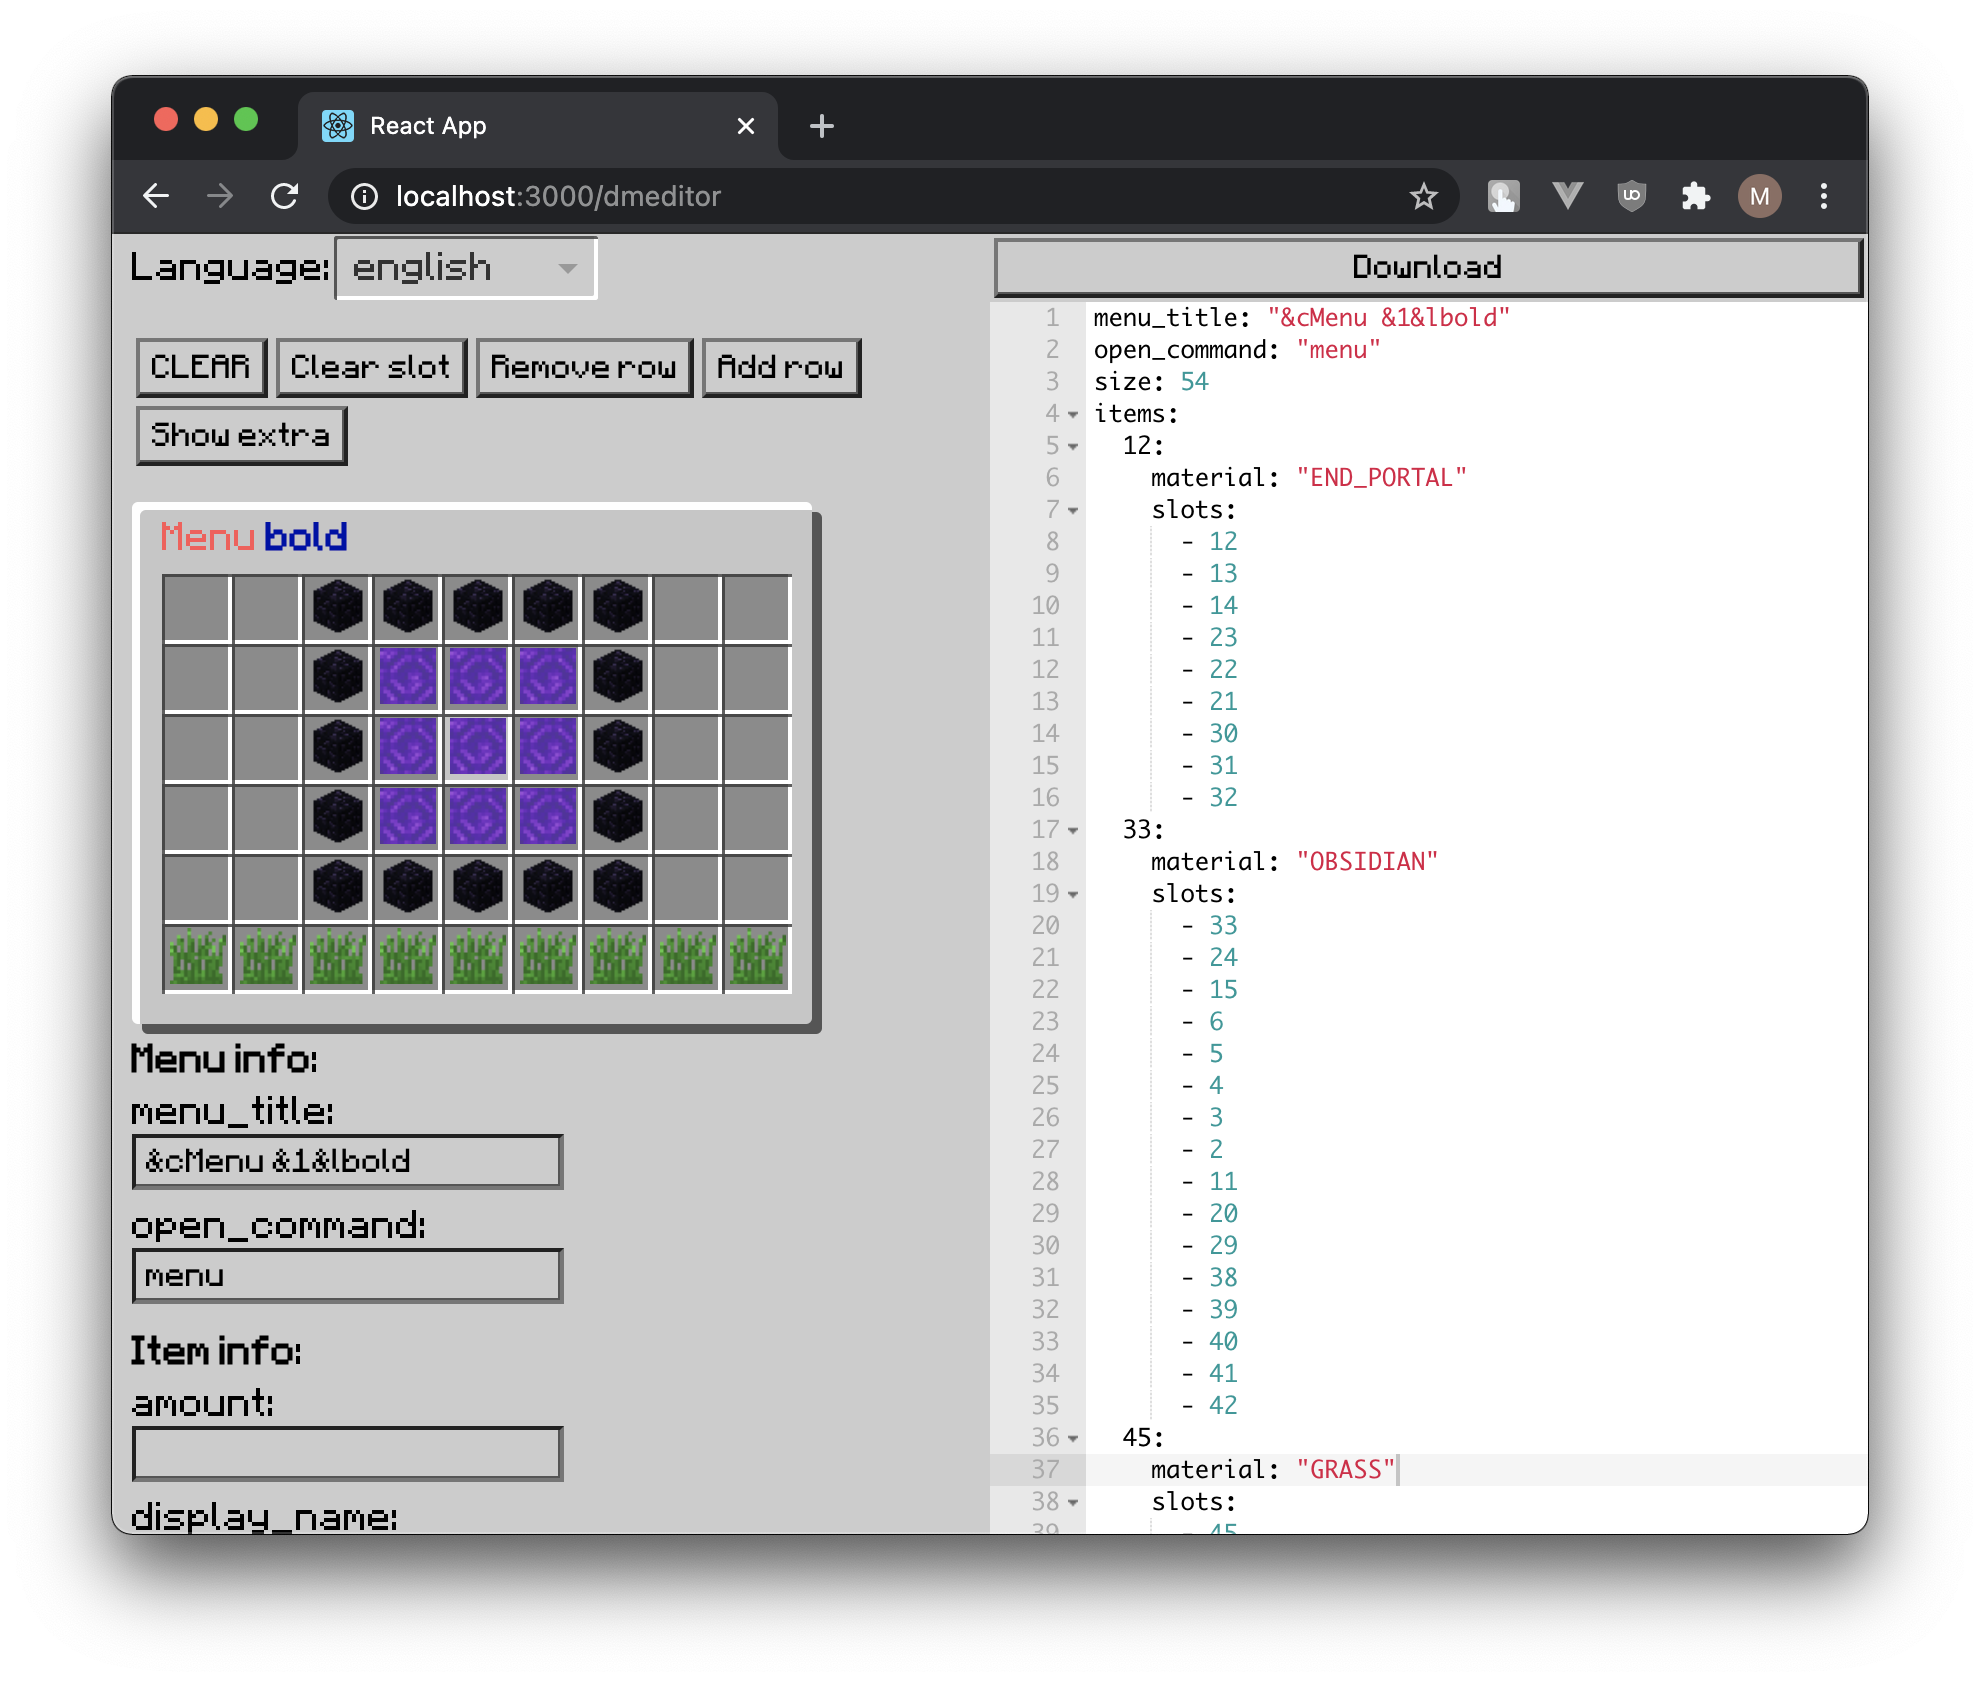 React App
localhost:3000/dmeditor
M
Language: english
CLEAR Clear slot Remove row Add row
Show extra
Menu bold
Menu info:
menu_title:
&cMenu &1&lbold
open_command:
menu
Item info:
amount:
display_name:
Download
1 menu_title: "&cMenu &1&lbold"
2 open_command: "menu"
3 size: 54
4 items:
5 12:
6 material: "END_PORTAL"
7 slots:
8 - 12
9 - 13
10 - 14
11 - 23
12 - 22
13 - 21
14 - 30
15 - 31
16 - 32
17 33:
18 material: "OBSIDIAN"
19 slots:
20 - 33
21 - 24
22 - 15
23 - 6
24 - 5
25 - 4
26 - 3
27 - 2
28 - 11
29 - 20
30 - 29
31 - 38
32 - 39
33 - 40
34 - 41
35 - 42
36 45:
37 material: "GRASS"
38 slots:
39 - 45